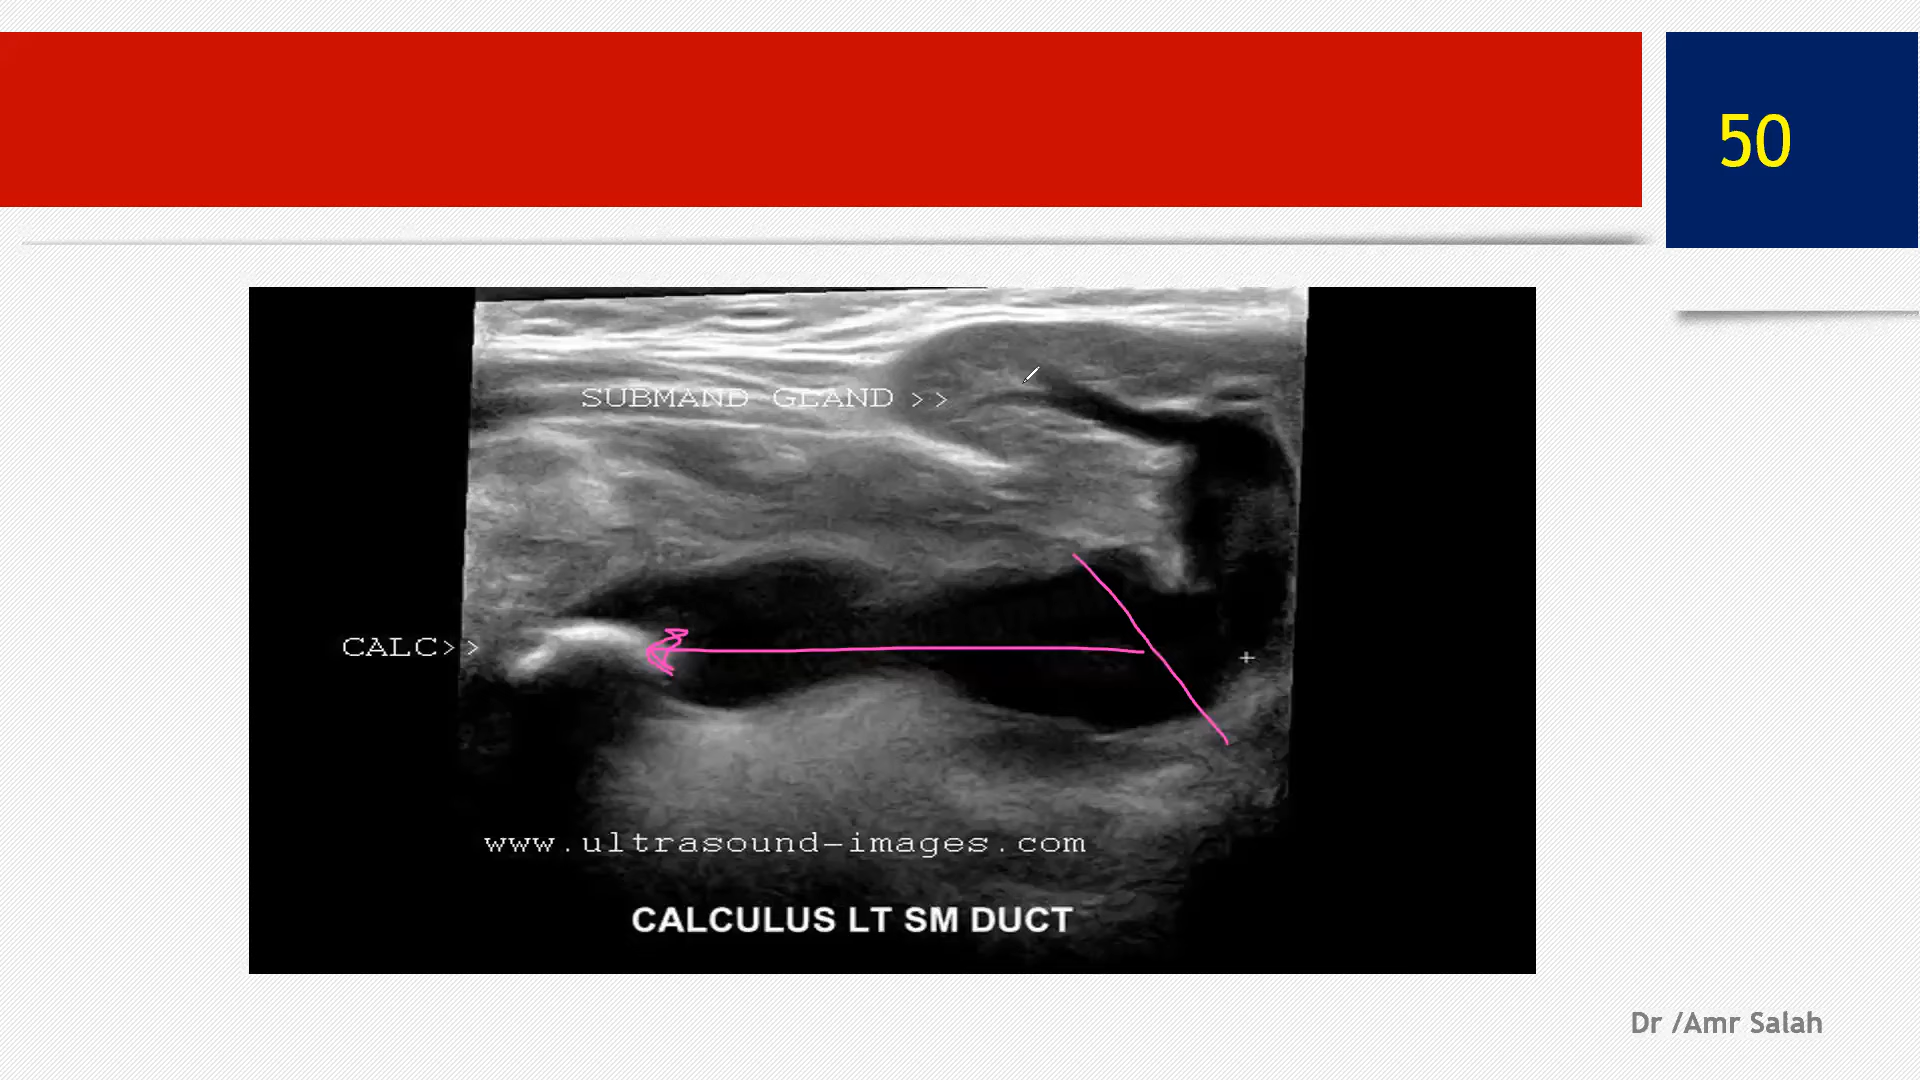 50
SUBMAND GLAND >>
CALC>>
www.ultrasound-images.com
CALCULUS LT SM DUCT
Dr /Amr Salah